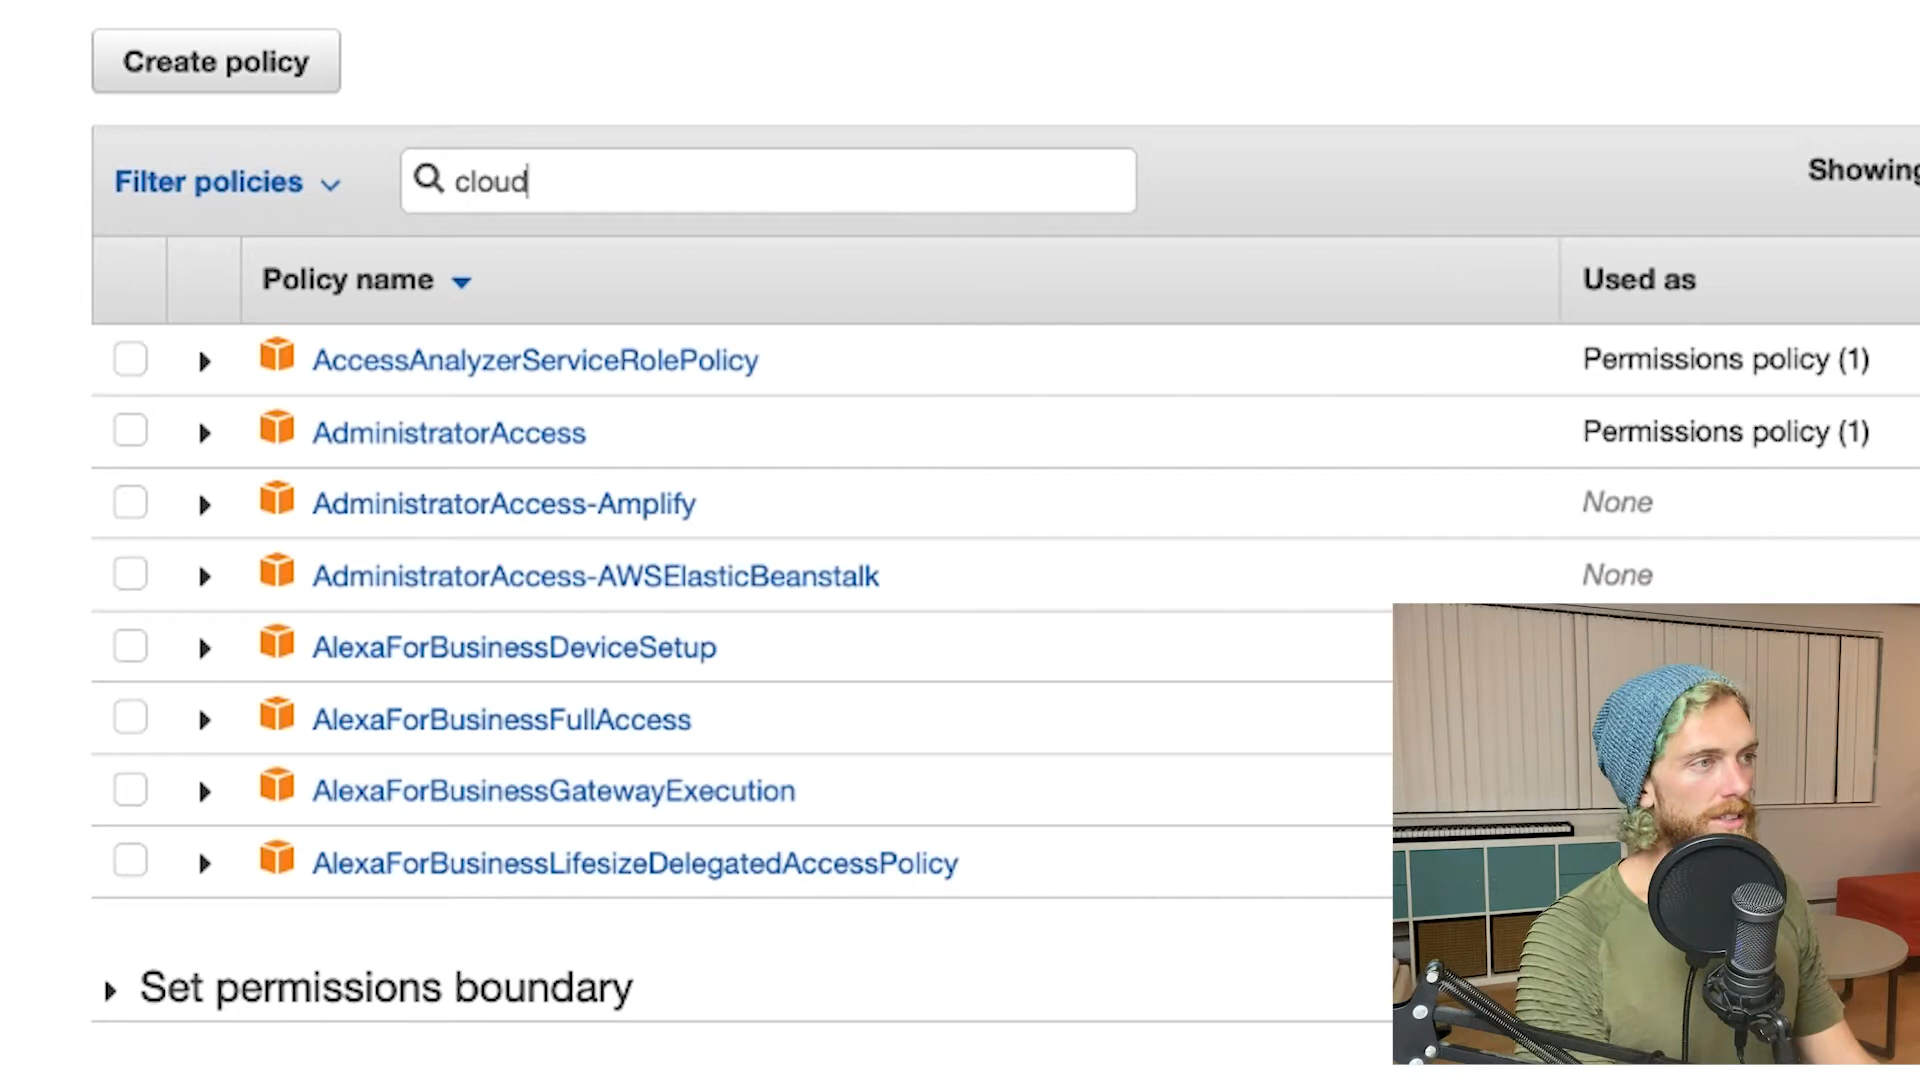 Create policy
Filter policies
cloud
Showing
Policy name
Used as
AccessAnalyzerServiceRolePolicy
Permissions policy (1)
AdministratorAccess
Permissions policy (1)
AdministratorAccess-Amplify
None
AdministratorAccess-AWSElasticBeanstalk
None
AlexaForBusinessDeviceSetup
AlexaForBusinessFullAccess
AlexaForBusinessGatewayExecution
AlexaForBusinessLifesizeDelegatedAccessPolicy
Set permissions boundary